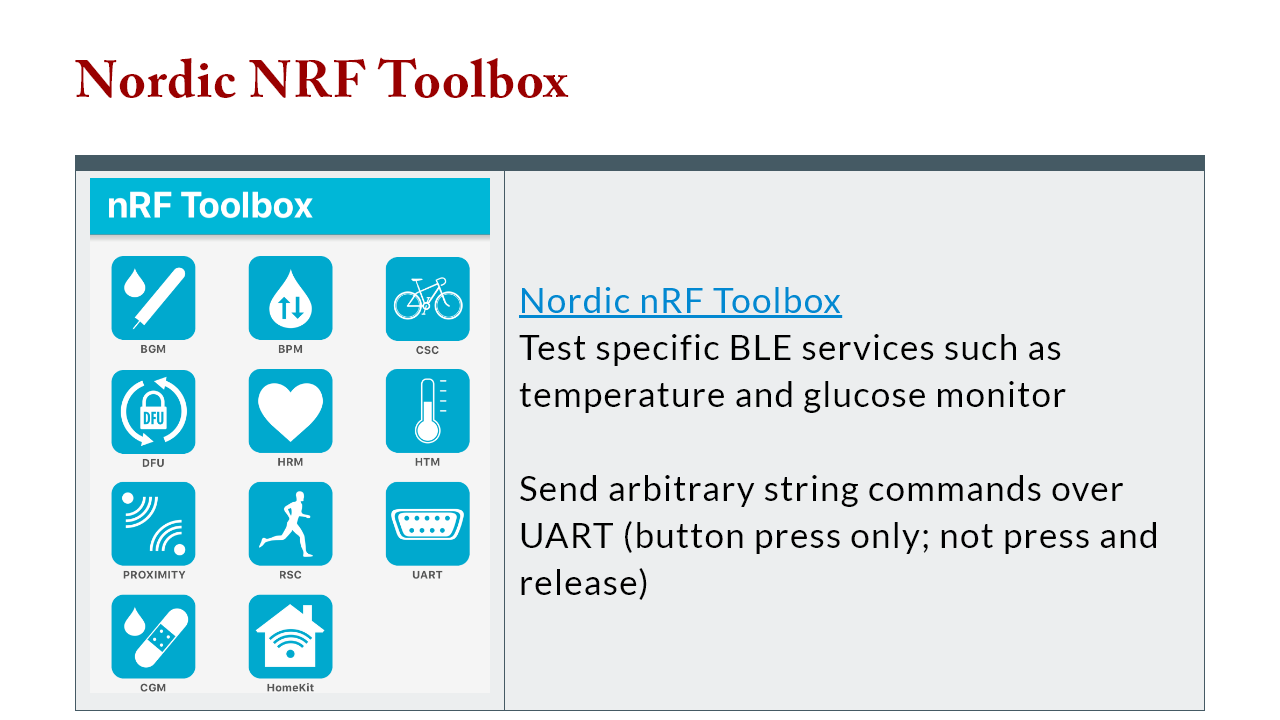 Nordic NRF Toolbox
nRF Toolbox
BGM
BPM
CSC
DFU
DFU
HRM
HTM
PROXIMITY
RSC
UART
CGM
HomeKit
Nordic nRF Toolbox
Test specific BLE services such as
temperature and glucose monitor
Send arbitrary string commands over
UART (button press only; not press and
release)